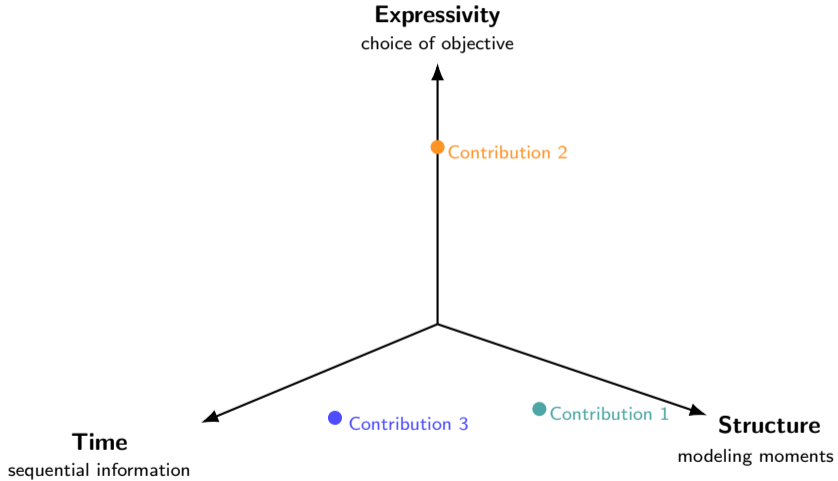 Expressivity
choice of objective
Contribution 2
Contribution 3
Contribution 1
Time
sequential information
Structure
modeling moments